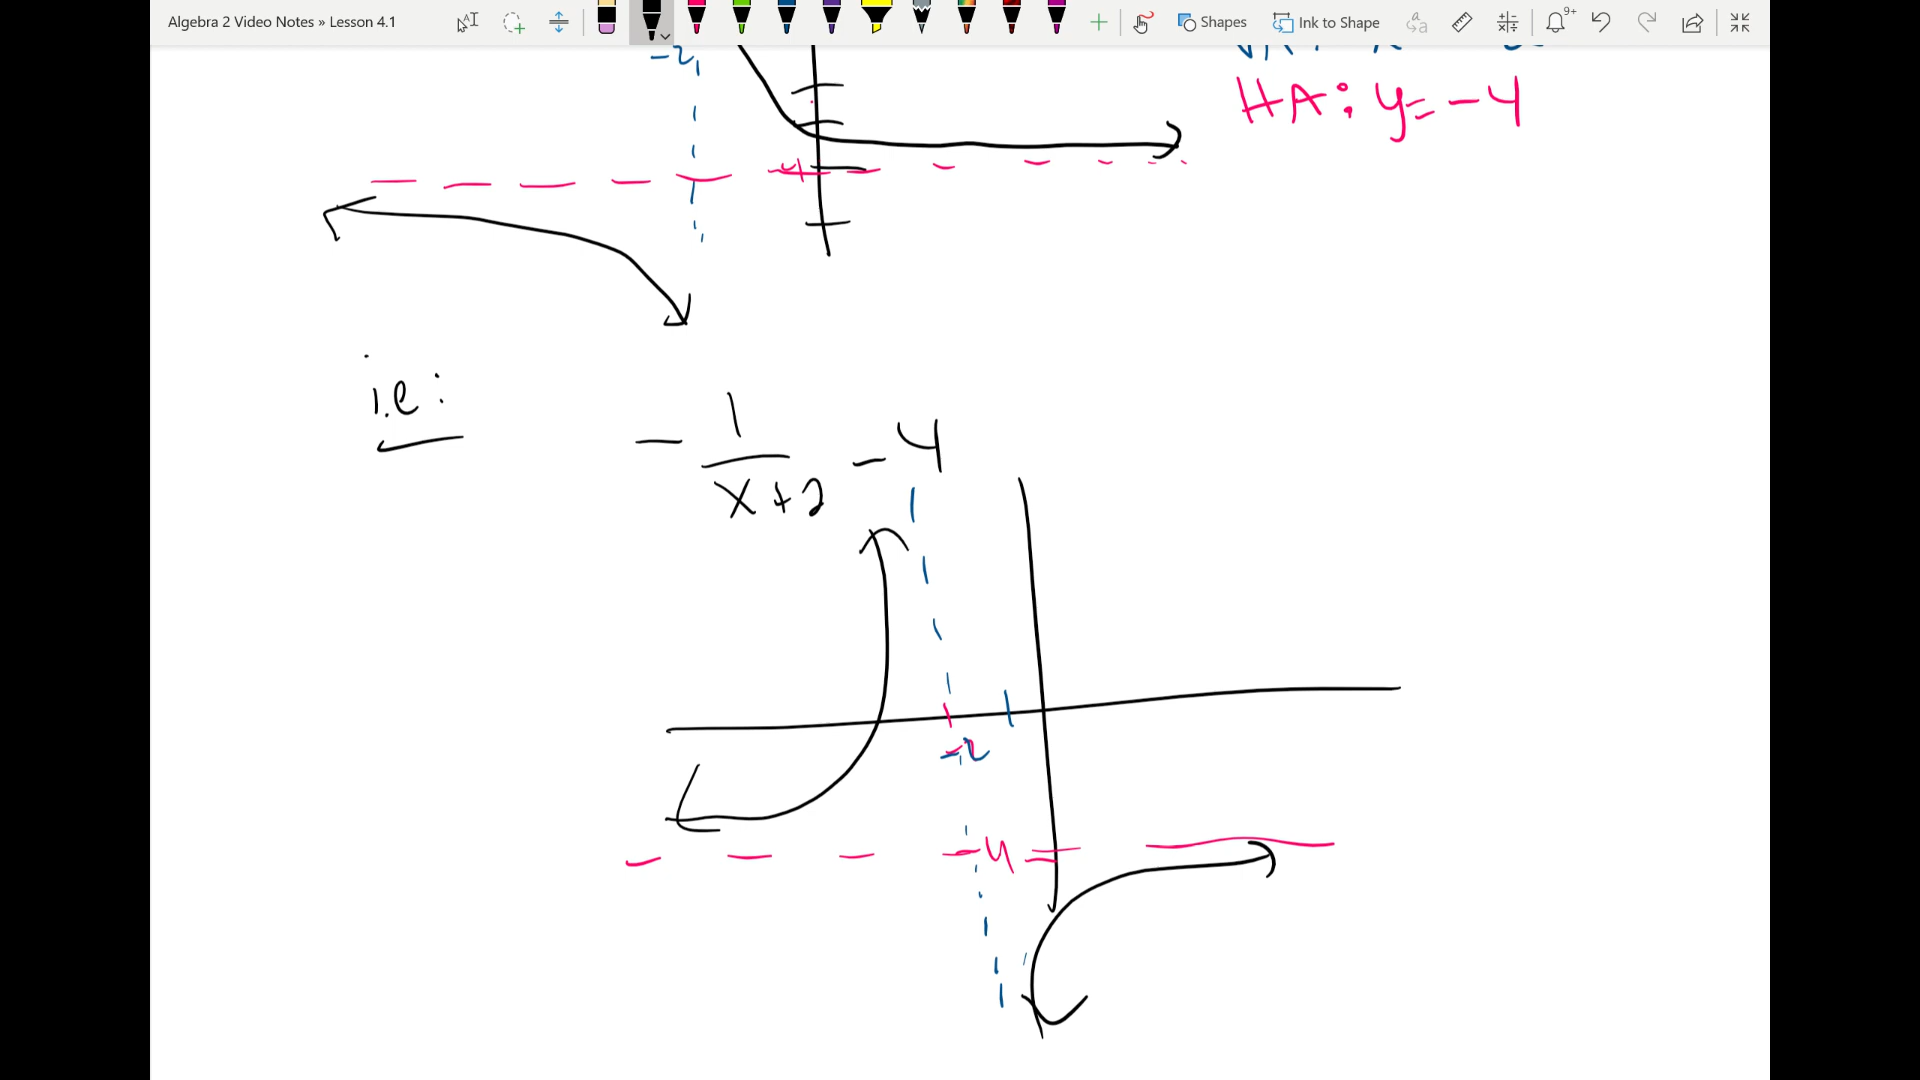 Algebra 2 Video Notes » Lesson 4.1
Shapes
Ink to Shape
9+
-2
HA: y = -4
-4
i.e:
- 1/(x+2) - 4
-2
-4